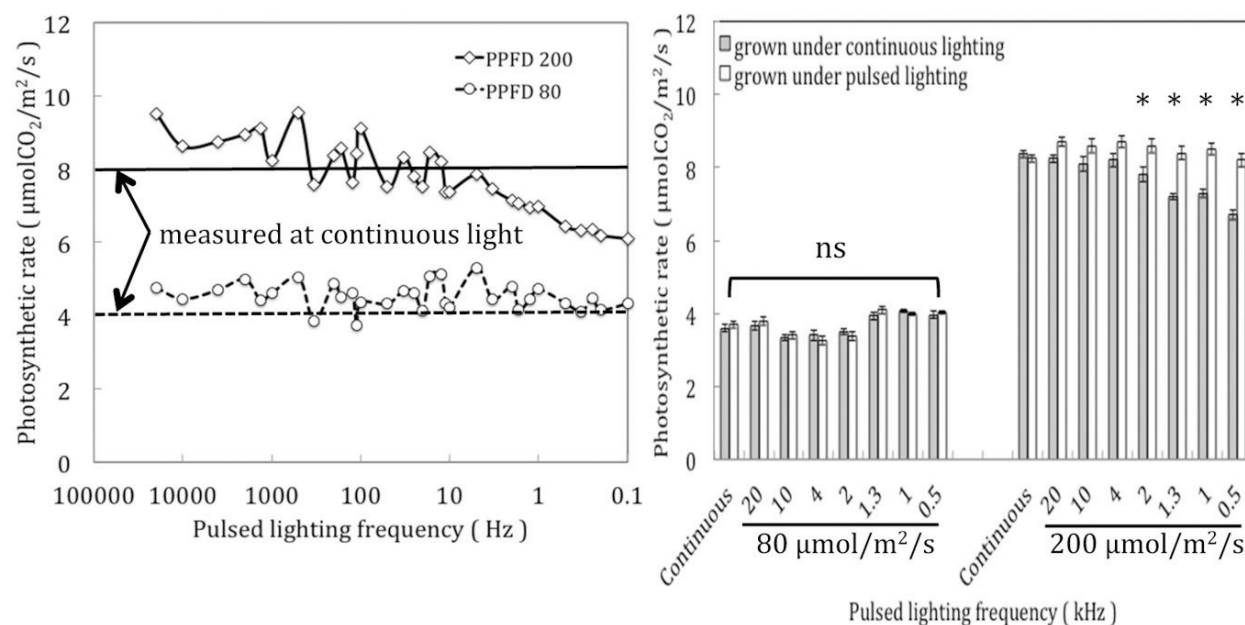 12
10
8
6
4
2
0
Photosynthetic rate ( μmolCO₂/m²/s )
PPFD 200
PPFD 80
measured at continuous light
100000 10000 1000 100 10 1 0.1
Pulsed lighting frequency ( Hz )
12
10
8
6
4
2
0
Photosynthetic rate ( μmolCO₂/m²/s )
grown under continuous lighting
grown under pulsed lighting
* * * *
ns
Continuous 20 10 4 2 1.3 1 0.5
80 μmol/m²/s
Continuous 20 10 4 2 1.3 1 0.5
200 μmol/m²/s
Pulsed lighting frequency ( kHz )